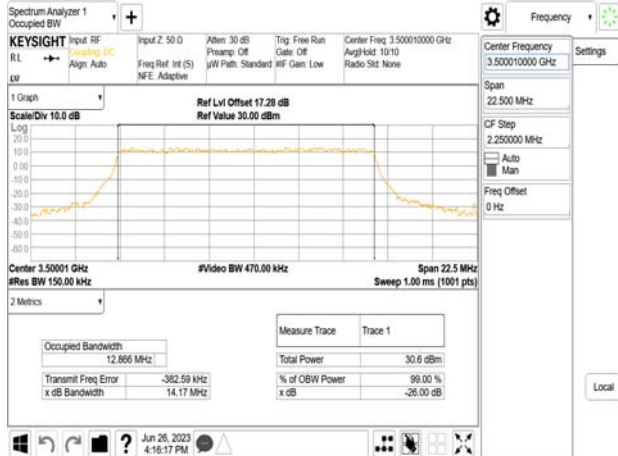 Spectrum Analyzer 1
Occupied BW
+
Frequency
KEYSIGHT
RL
Input: RF
Coupling: DC
Align: Auto
Input Z: 50 Ω
Freq Ref: Int (S)
NFE: Adaptive
Atten: 30 dB
Preamp: Off
µW Path: Standard
Trig: Free Run
Gate: Off
#IF Gain: Low
Center Freq: 3.500010000 GHz
Avg|Hold: 10/10
Radio Std: None
LXI
Center Frequency
3.500010000 GHz
Settings
Span
22.500 MHz
CF Step
2.250000 MHz
Auto
Man
Freq Offset
0 Hz
Local
1 Graph
Scale/Div 10.0 dB
Ref Lvl Offset 17.28 dB
Ref Value 30.00 dBm
Log
20.0
10.0
0.00
-10.0
-20.0
-30.0
-40.0
-50.0
-60.0
Center 3.50001 GHz
#Res BW 150.00 kHz
#Video BW 470.00 kHz
Span 22.5 MHz
Sweep 1.00 ms (1001 pts)
2 Metrics
Measure Trace Trace 1
Occupied Bandwidth
12.866 MHz
Total Power 30.6 dBm
Transmit Freq Error -382.59 kHz
% of OBW Power 99.00 %
x dB Bandwidth 14.17 MHz
x dB -26.00 dB
?
Jun 26, 2023
4:16:17 PM